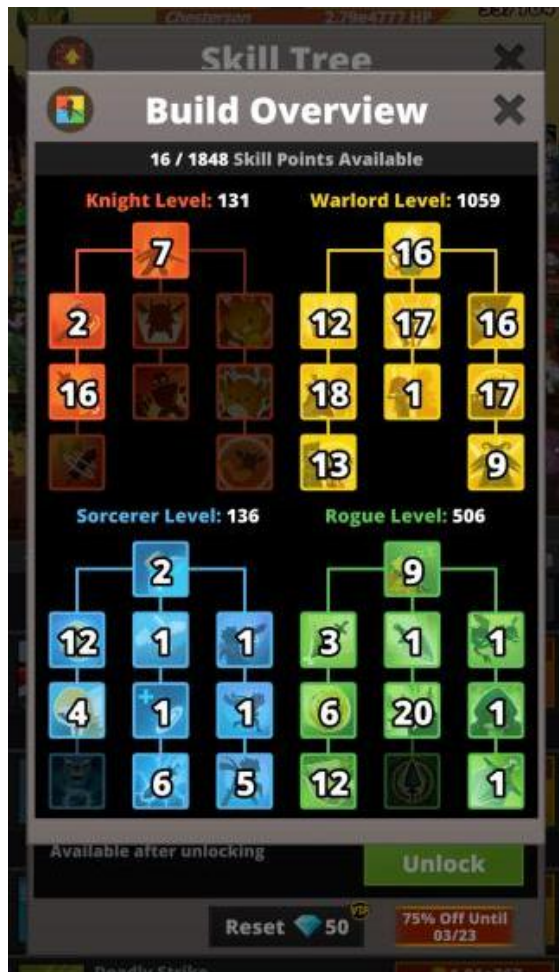 Chesterson 2.79e4777 HP
Skill Tree
Build Overview
16 / 1848 Skill Points Available
Knight Level: 131 Warlord Level: 1059
7 16
2 12 17 16
16 18 1 17
13 9
Sorcerer Level: 136 Rogue Level: 506
2 9
12 1 1 3 1 1
4 1 1 6 20 1
6 5 12 1
Available after unlocking
Unlock
Reset 50 VIP
75% Off Until
03/23
Deadly Strike